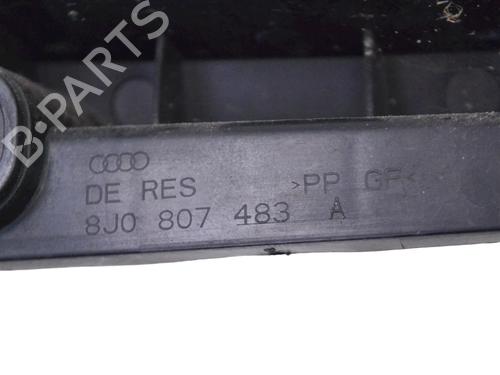 B·PARTS
DE RES >PP GF<
8J0 807 483 A